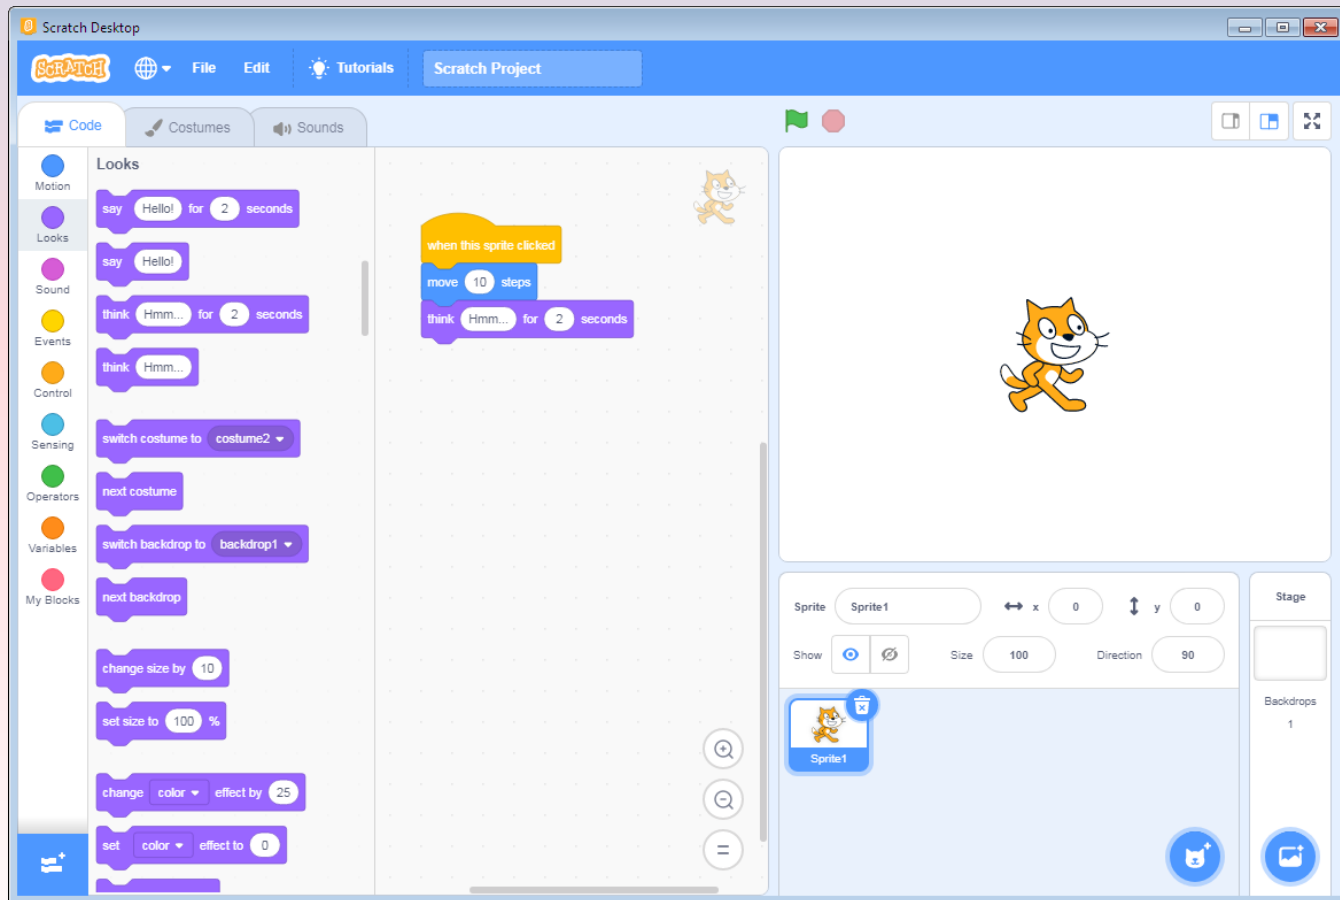 Scratch Desktop
SCRATCH File Edit Tutorials Scratch Project
Code Costumes Sounds
Motion
Looks
Sound
Events
Control
Sensing
Operators
Variables
My Blocks
Looks
say Hello! for 2 seconds
say Hello!
think Hmm... for 2 seconds
think Hmm...
switch costume to costume2
next costume
switch backdrop to backdrop1
next backdrop
change size by 10
set size to 100 %
change color effect by 25
set color effect to 0
when this sprite clicked
move 10 steps
think Hmm... for 2 seconds
Sprite Sprite1 x 0 y 0
Show Size 100 Direction 90
Sprite1
Stage
Backdrops
1